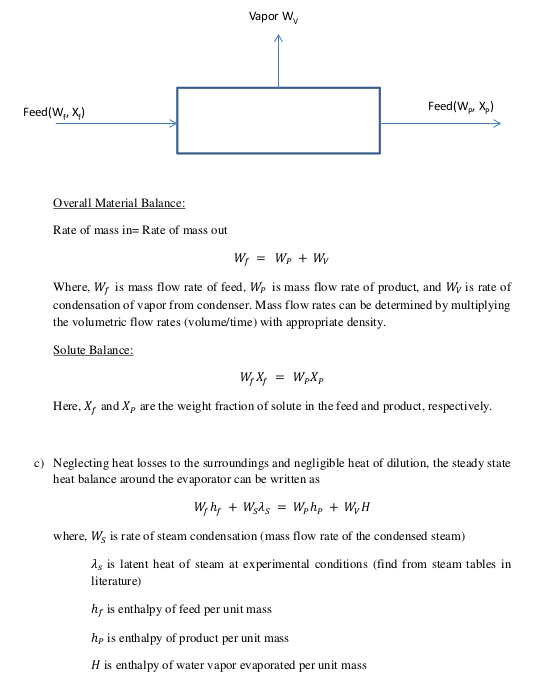 Vapor W_V
Feed(W_f, X_f)
Feed(W_p, X_p)
Overall Material Balance:
Rate of mass in= Rate of mass out
W_f = W_P + W_V
Where, W_f is mass flow rate of feed, W_P is mass flow rate of product, and W_V is rate of
condensation of vapor from condenser. Mass flow rates can be determined by multiplying
the volumetric flow rates (volume/time) with appropriate density.
Solute Balance:
W_f X_f = W_P X_P
Here, X_f and X_P are the weight fraction of solute in the feed and product, respectively.
c) Neglecting heat losses to the surroundings and negligible heat of dilution, the steady state
heat balance around the evaporator can be written as
W_f h_f + W_S λ_S = W_P h_P + W_V H
where, W_S is rate of steam condensation (mass flow rate of the condensed steam)
λ_s is latent heat of steam at experimental conditions (find from steam tables in
literature)
h_f is enthalpy of feed per unit mass
h_P is enthalpy of product per unit mass
H is enthalpy of water vapor evaporated per unit mass